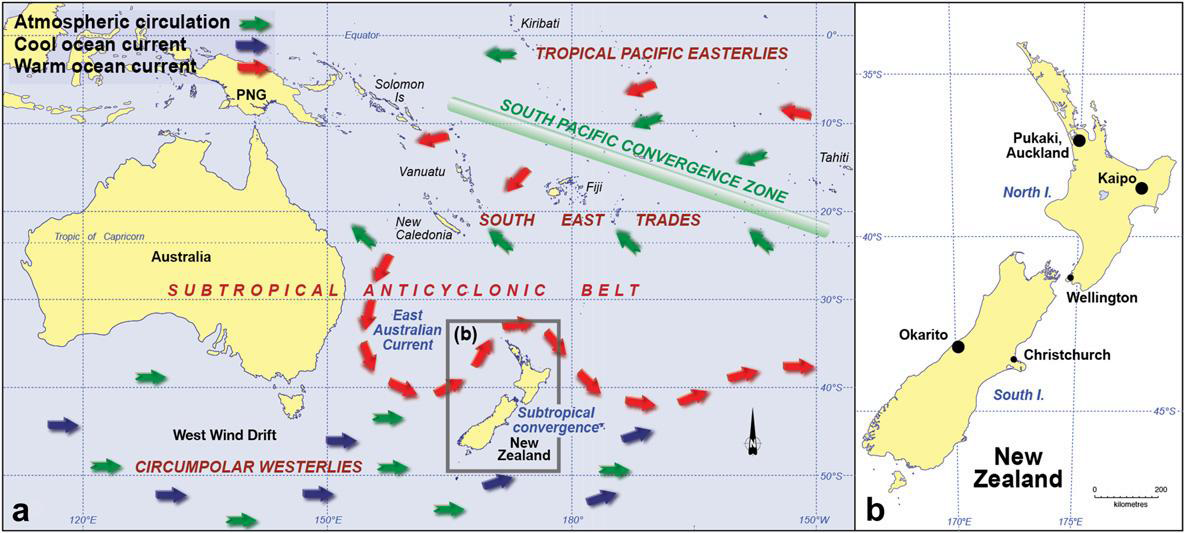 Atmospheric circulation
Cool ocean current
Warm ocean current
Kiribati
Equator
0°
TROPICAL PACIFIC EASTERLIES
PNG
Solomon
Is
SOUTH PACIFIC CONVERGENCE ZONE
10°S
Tahiti
Vanuatu
Fiji
New
Caledonia
SOUTH EAST TRADES
20°S
Tropic of Capricorn
Australia
SUBTROPICAL ANTICYCLONIC BELT
30°S
East
Australian
Current
(b)
40°S
Subtropical
convergence
New
Zealand
West Wind Drift
N
CIRCUMPOLAR WESTERLIES
50°S
a
120°E
150°E
180°
150°W
35°S
Pukaki,
Auckland
Kaipo
North I.
40°S
Wellington
Okarito
Christchurch
South I.
45°S
New
Zealand
0 200
kilometres
b
170°E
175°E